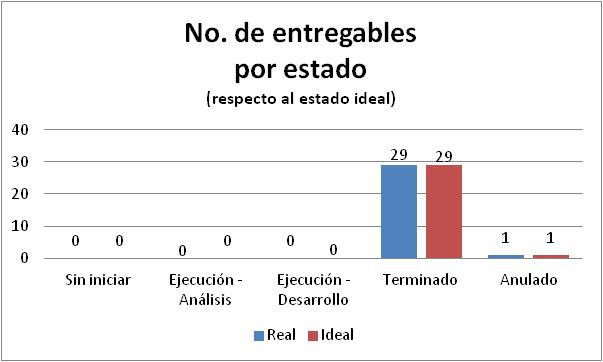 No. de entregables
por estado
(respecto al estado ideal)
40
30
20
10
0
0 0
0 0
0 0
29 29
1 1
Sin iniciar
Ejecución -
Análisis
Ejecución -
Desarrollo
Terminado
Anulado
Real Ideal